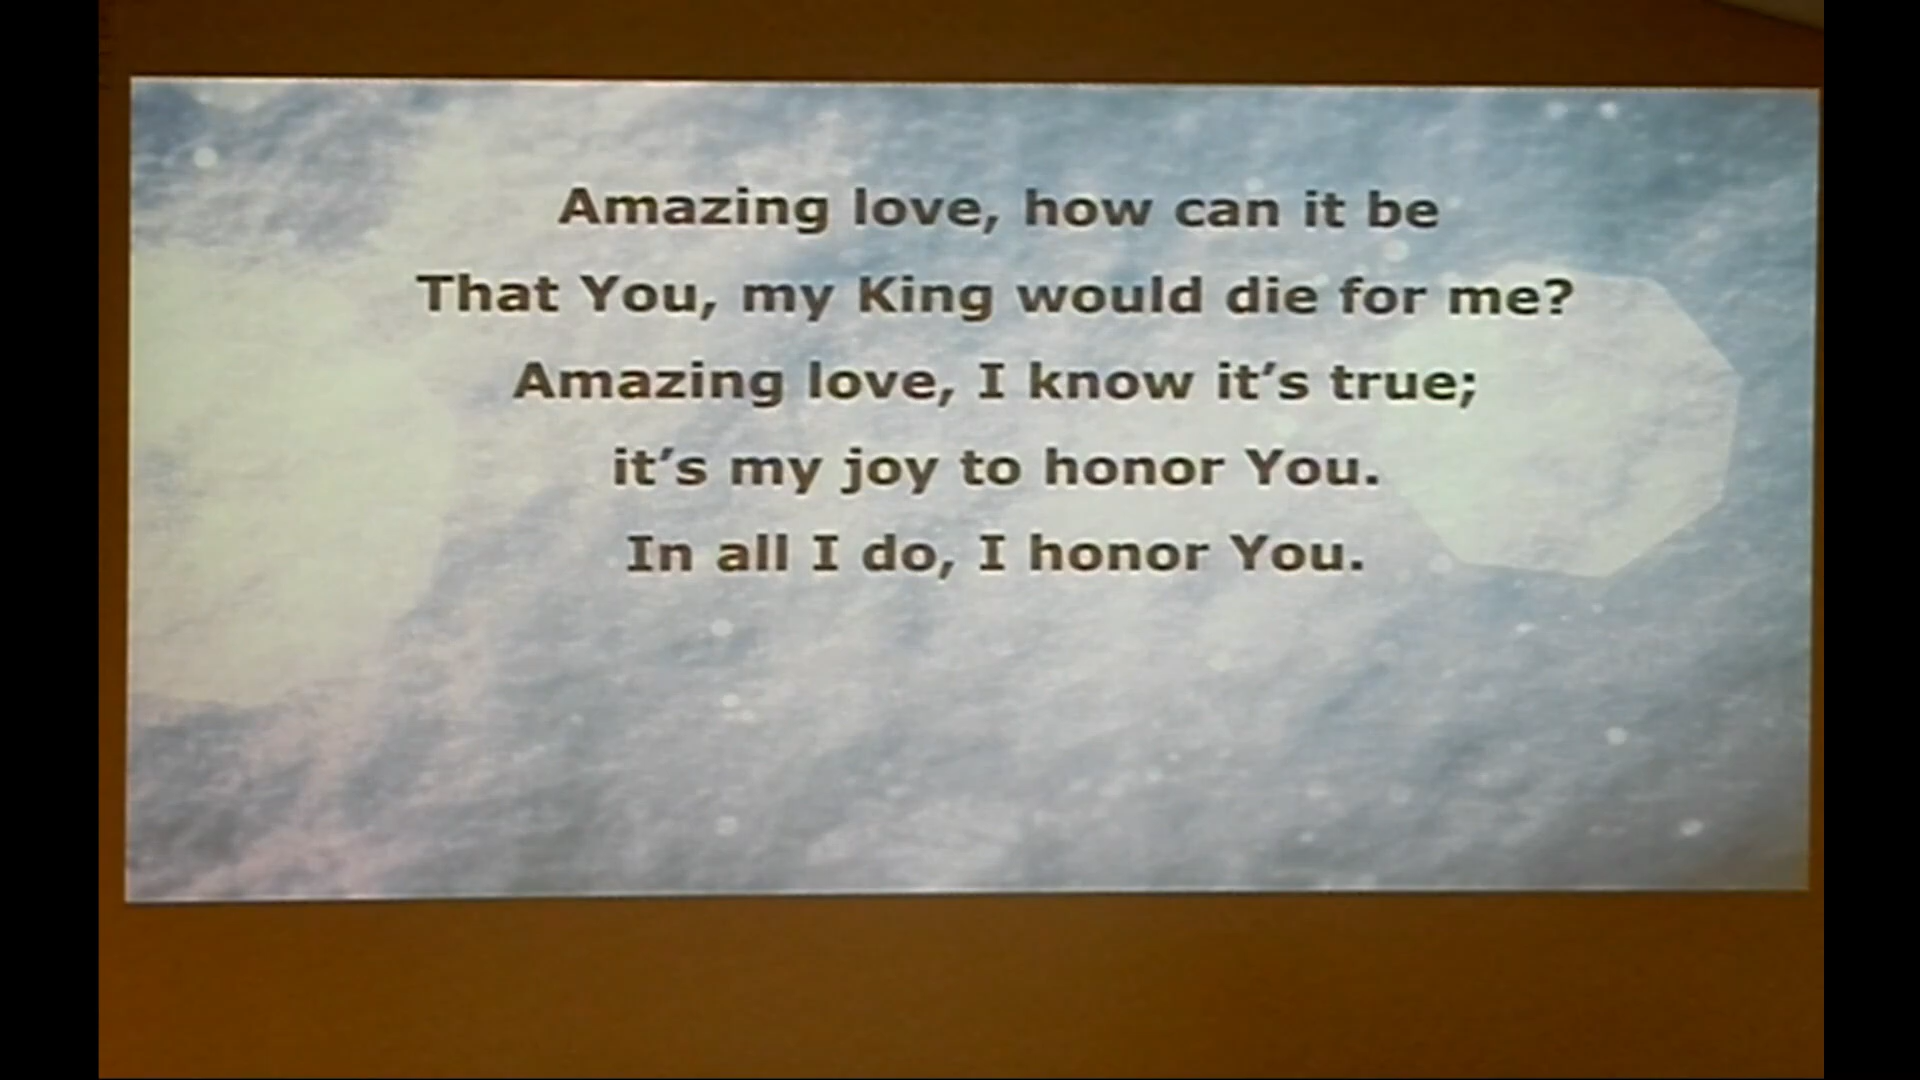 Amazing love, how can it be
That You, my King would die for me?
Amazing love, I know it’s true;
it’s my joy to honor You.
In all I do, I honor You.